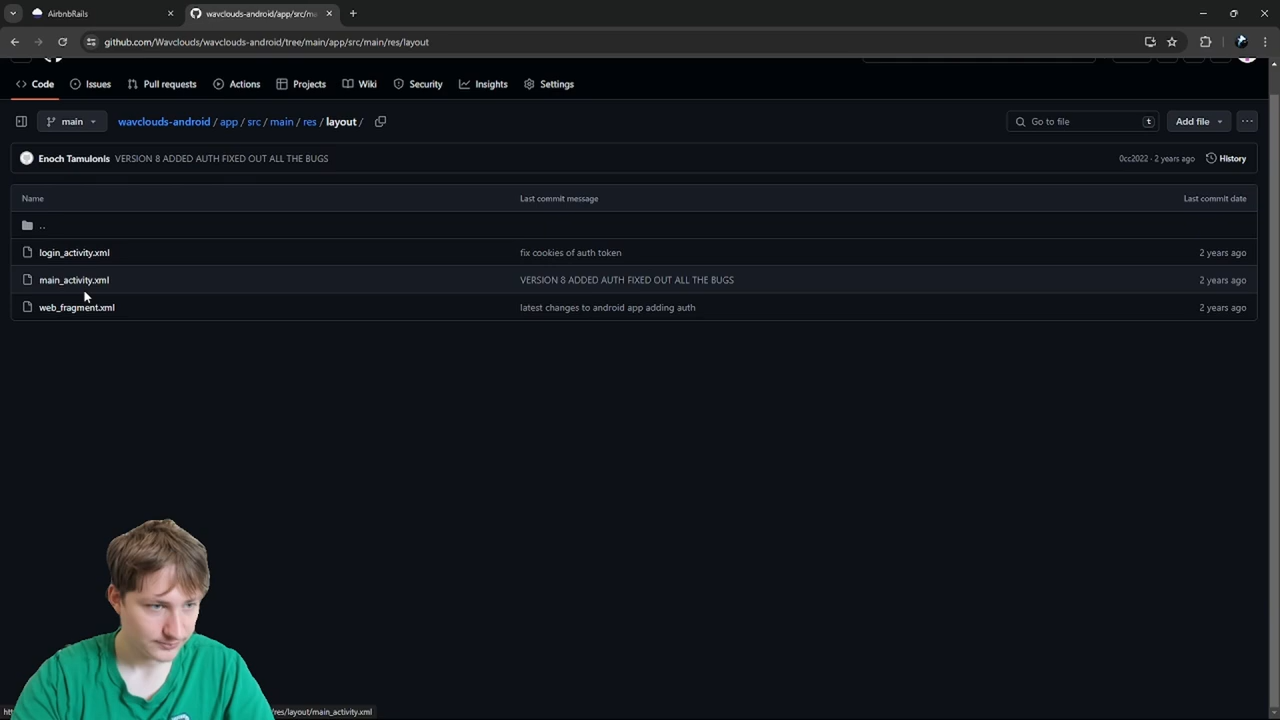 AirbnbRails
wavclouds-android/app/src/ma
github.com/Wavclouds/wavclouds-android/tree/main/app/src/main/res/layout
Code Issues Pull requests Actions Projects Wiki Security Insights Settings
main wavclouds-android / app / src / main / res / layout / Go to file t Add file
Enoch Tamulonis VERSION 8 ADDED AUTH FIXED OUT ALL THE BUGS 0cc2022 · 2 years ago History
Name Last commit message Last commit date
..
login_activity.xml fix cookies of auth token 2 years ago
main_activity.xml VERSION 8 ADDED AUTH FIXED OUT ALL THE BUGS 2 years ago
web_fragment.xml latest changes to android app adding auth 2 years ago
res/layout/main_activity.xml